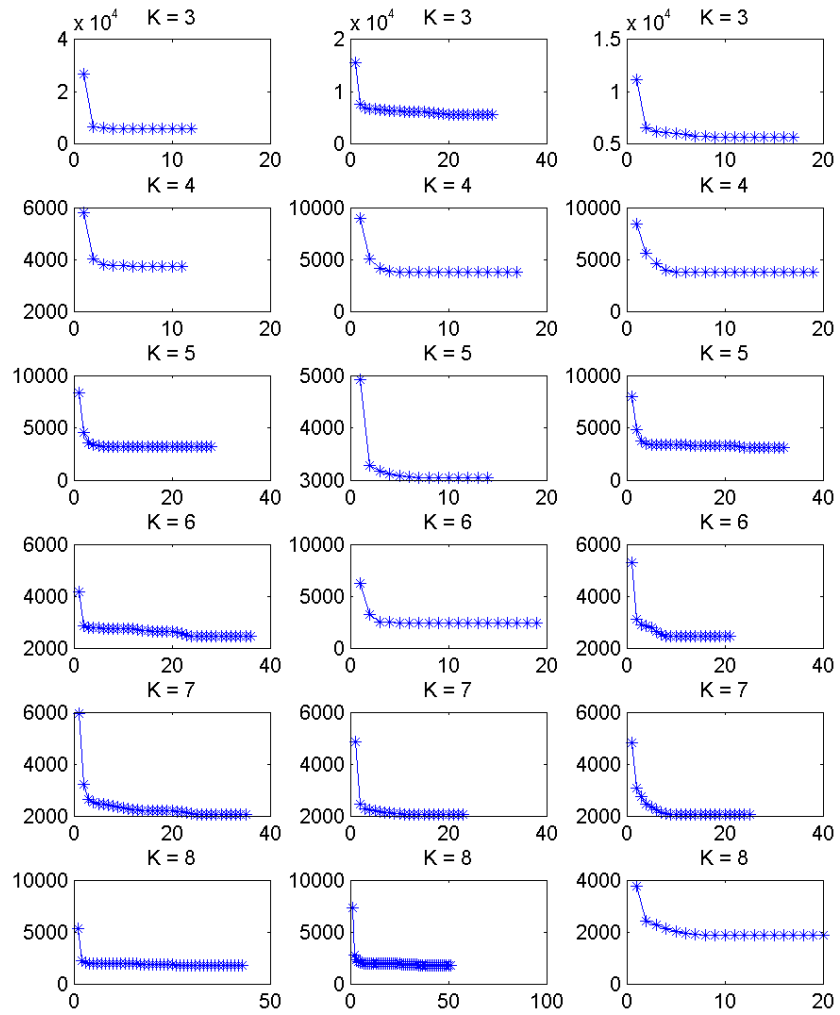 x 10^4 K = 3 x 10^4 K = 3 x 10^4 K = 3
4 2 1.5
2 1 1
0 0 0.5
0 10 20 0 20 40 0 10 20
K = 4 K = 4 K = 4
6000 10000 10000
4000 5000 5000
2000 0 0
0 10 20 0 10 20 0 10 20
K = 5 K = 5 K = 5
10000 5000 10000
5000 4000 5000
0 3000 0
0 20 40 0 10 20 0 20 40
K = 6 K = 6 K = 6
6000 10000 6000
4000 5000 4000
2000 0 2000
0 20 40 0 10 20 0 20 40
K = 7 K = 7 K = 7
6000 6000 6000
4000 4000 4000
2000 2000 2000
0 20 40 0 20 40 0 20 40
K = 8 K = 8 K = 8
10000 10000 4000
5000 5000 2000
0 0 0
0 50 0 50 100 0 10 20